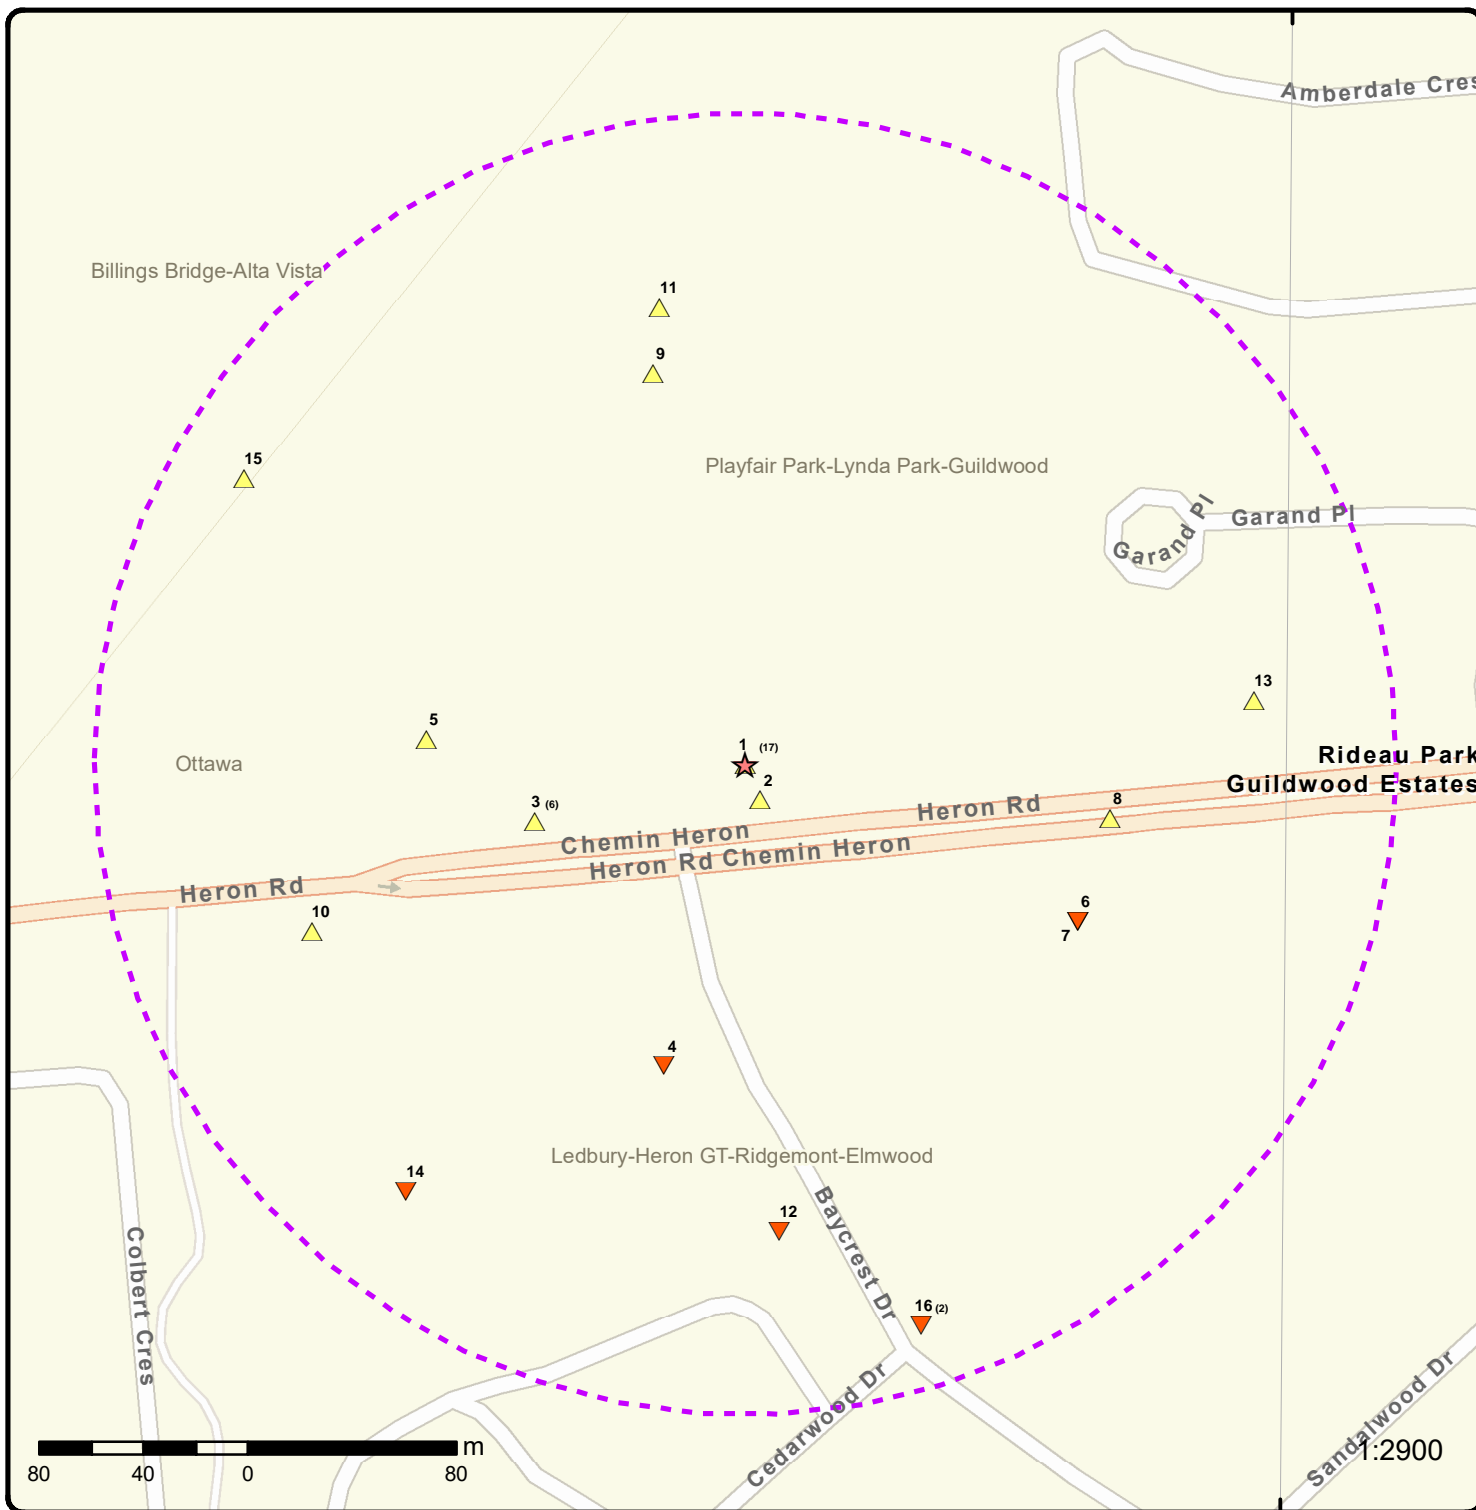 Amberdale Cres
Billings Bridge-Alta Vista
11
9
15
Playfair Park-Lynda Park-Guildwood
Garand Pl
Garand Pl
13
5
1 (17)
Ottawa
Rideau Park
Guildwood Estates
2
3 (6)
8
Heron Rd
Chemin Heron
Heron Rd Chemin Heron
Heron Rd
10
6
7
4
Ledbury-Heron GT-Ridgemont-Elmwood
14
12
Baycrest Dr
Colbert Cres
16 (2)
Cedarwood Dr
Sandalwood Dr
m
80 40 0 80
1:2900